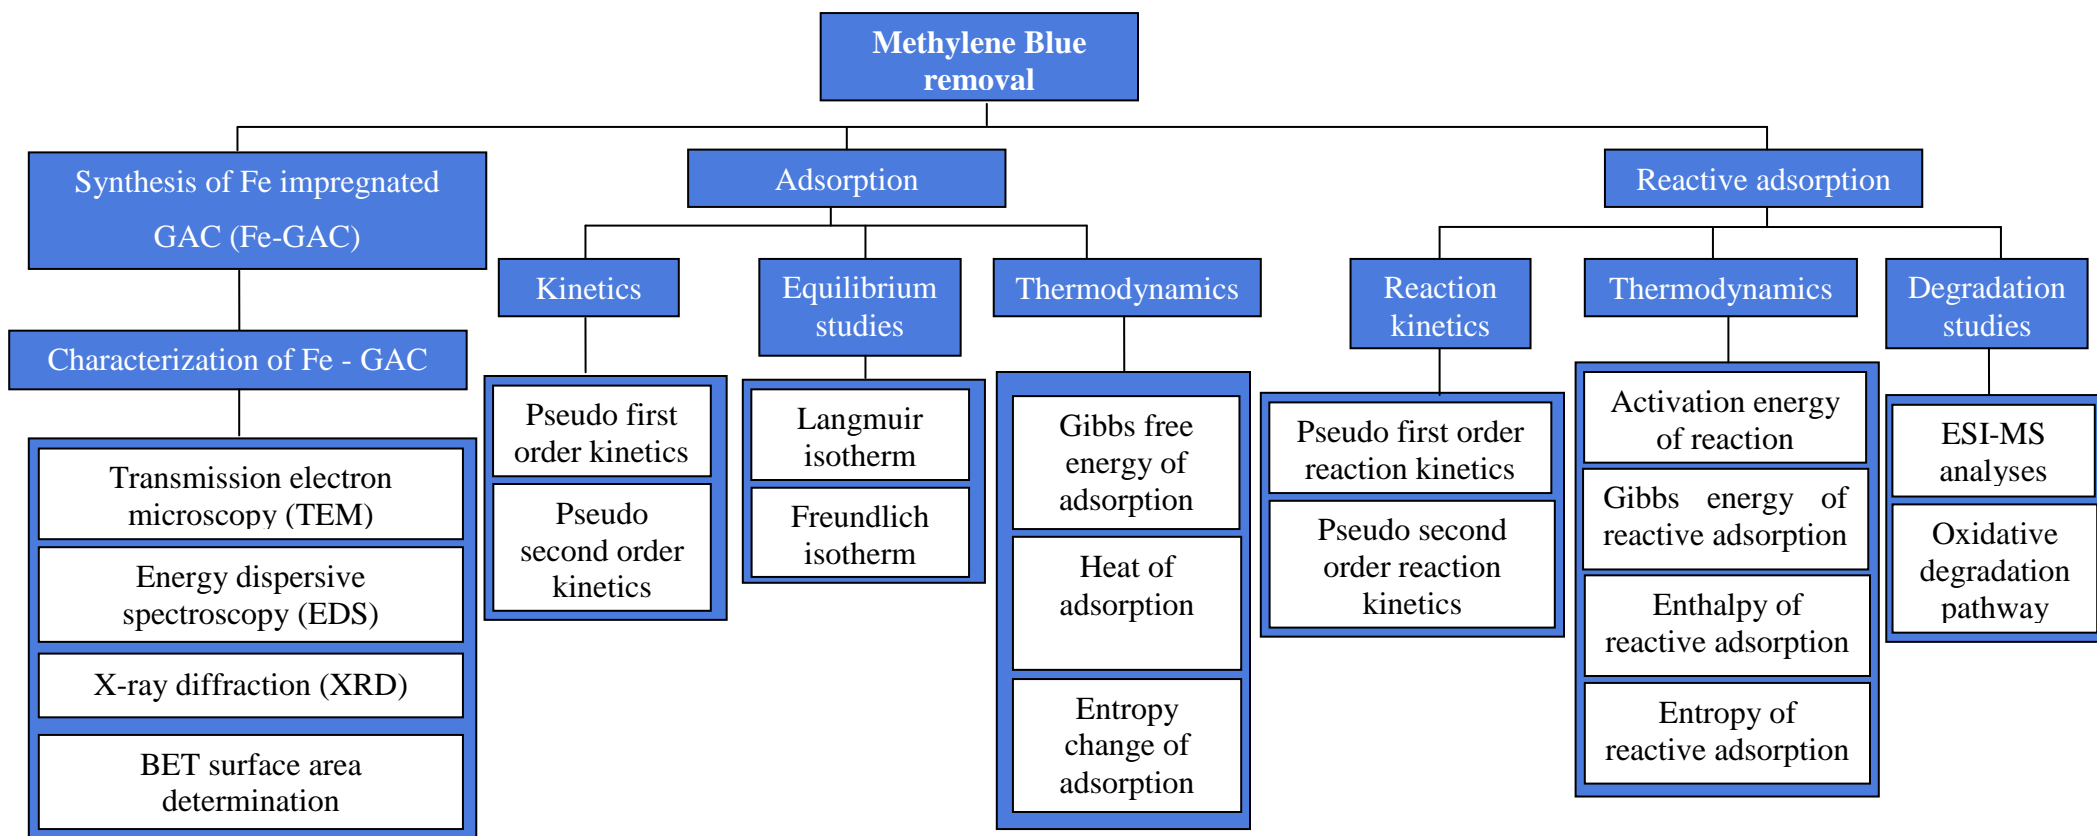 Methylene Blue
removal
Synthesis of Fe impregnated
GAC (Fe-GAC)
Characterization of Fe - GAC
Transmission electron
microscopy (TEM)
Energy dispersive
spectroscopy (EDS)
X-ray diffraction (XRD)
BET surface area
determination
Adsorption
Kinetics
Pseudo first
order kinetics
Pseudo
second order
kinetics
Equilibrium
studies
Langmuir
isotherm
Freundlich
isotherm
Thermodynamics
Gibbs free
energy of
adsorption
Heat of
adsorption
Entropy
change of
adsorption
Reactive adsorption
Reaction
kinetics
Pseudo first order
reaction kinetics
Pseudo second
order reaction
kinetics
Thermodynamics
Activation energy
of reaction
Gibbs energy of
reactive adsorption
Enthalpy of
reactive adsorption
Entropy of
reactive adsorption
Degradation
studies
ESI-MS
analyses
Oxidative
degradation
pathway